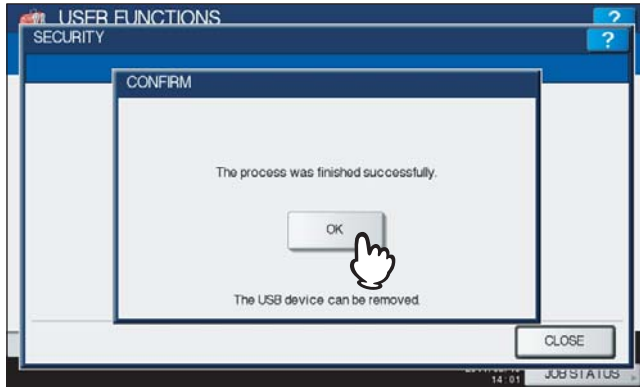 USER FUNCTIONS
?
SECURITY
?
CONFIRM
The process was finished successfully.
OK
The USB device can be removed.
CLOSE
14:01
JOB STATUS